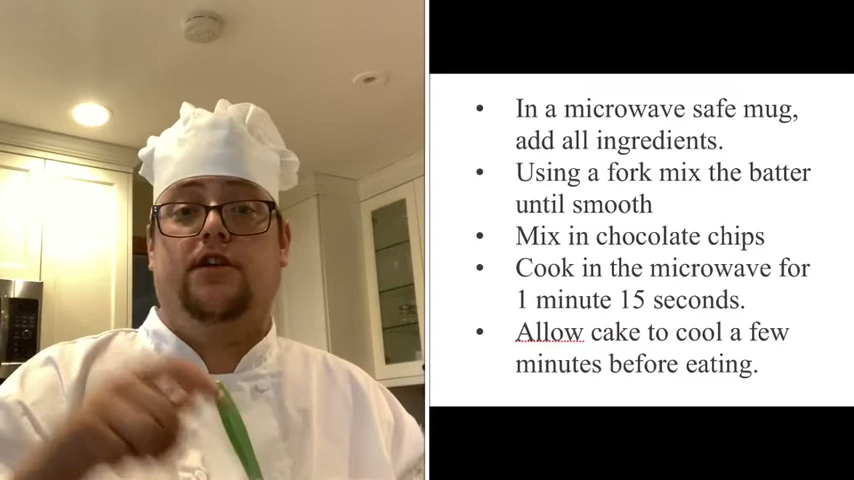 • In a microwave safe mug,
add all ingredients.
• Using a fork mix the batter
until smooth
• Mix in chocolate chips
• Cook in the microwave for
1 minute 15 seconds.
• Allow cake to cool a few
minutes before eating.